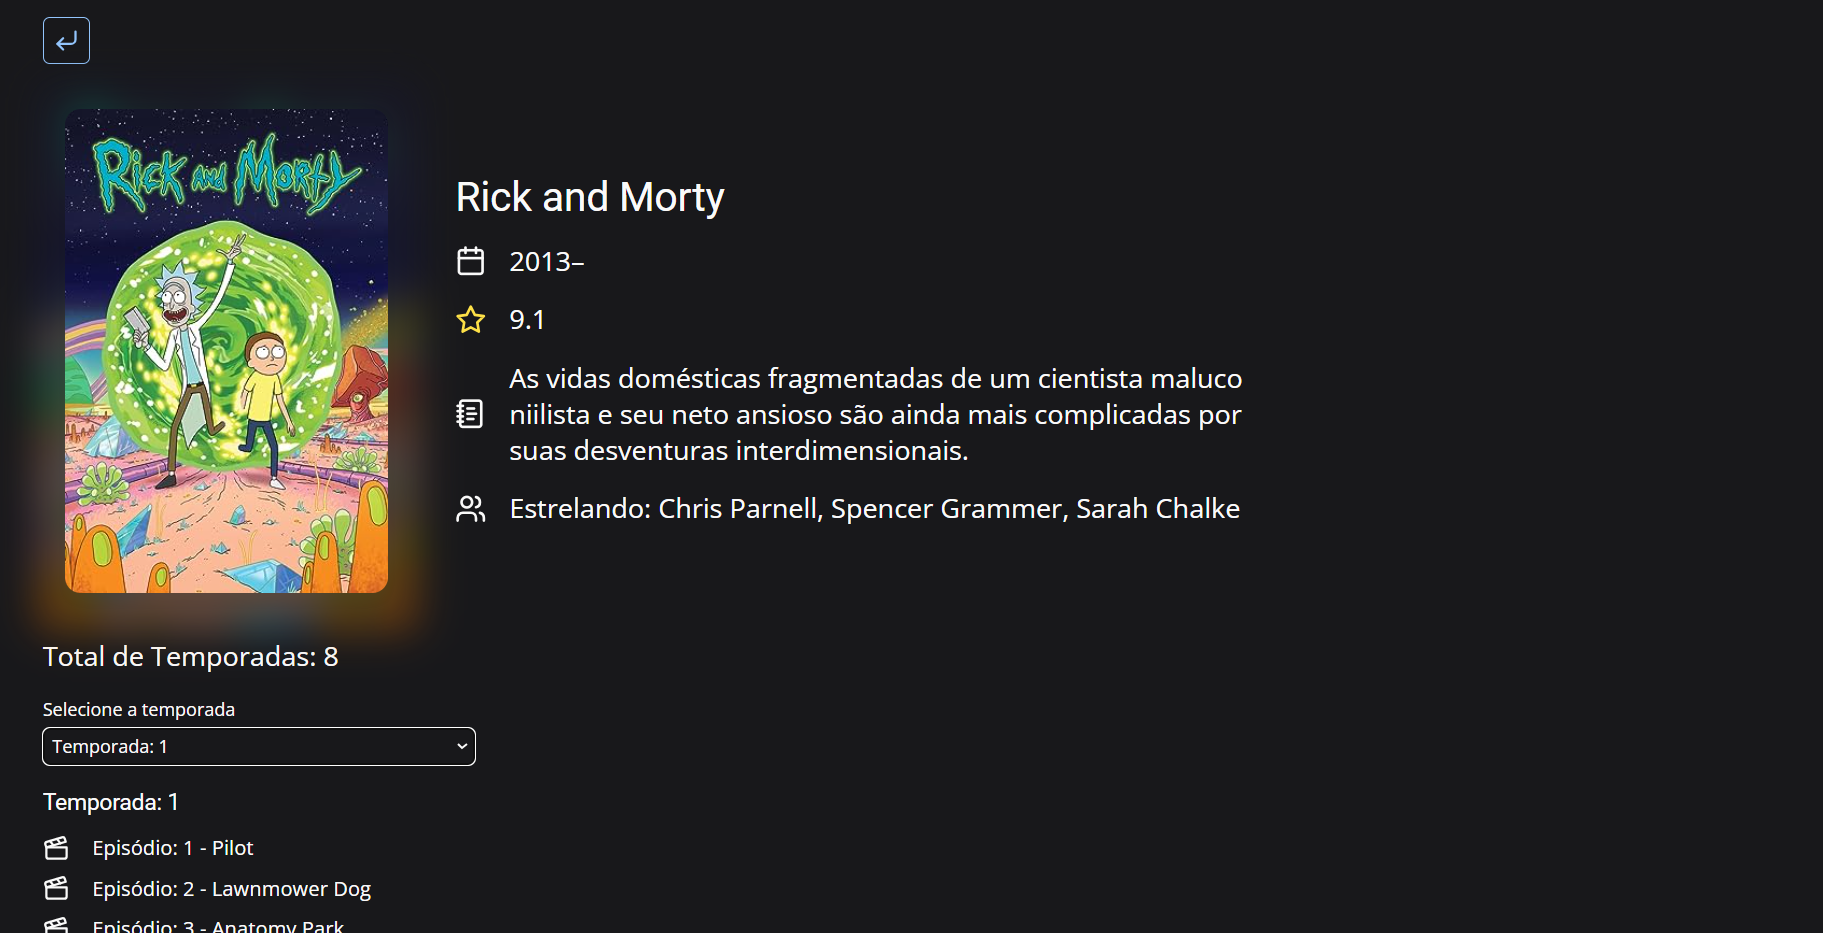 Rick and Morty
Rick and Morty
2013–
9.1
As vidas domésticas fragmentadas de um cientista maluco
niilista e seu neto ansioso são ainda mais complicadas por
suas desventuras interdimensionais.
Estrelando: Chris Parnell, Spencer Grammer, Sarah Chalke
Total de Temporadas: 8
Selecione a temporada
Temporada: 1
Temporada: 1
Episódio: 1 - Pilot
Episódio: 2 - Lawnmower Dog
Episódio: 3 - Anatomy Park